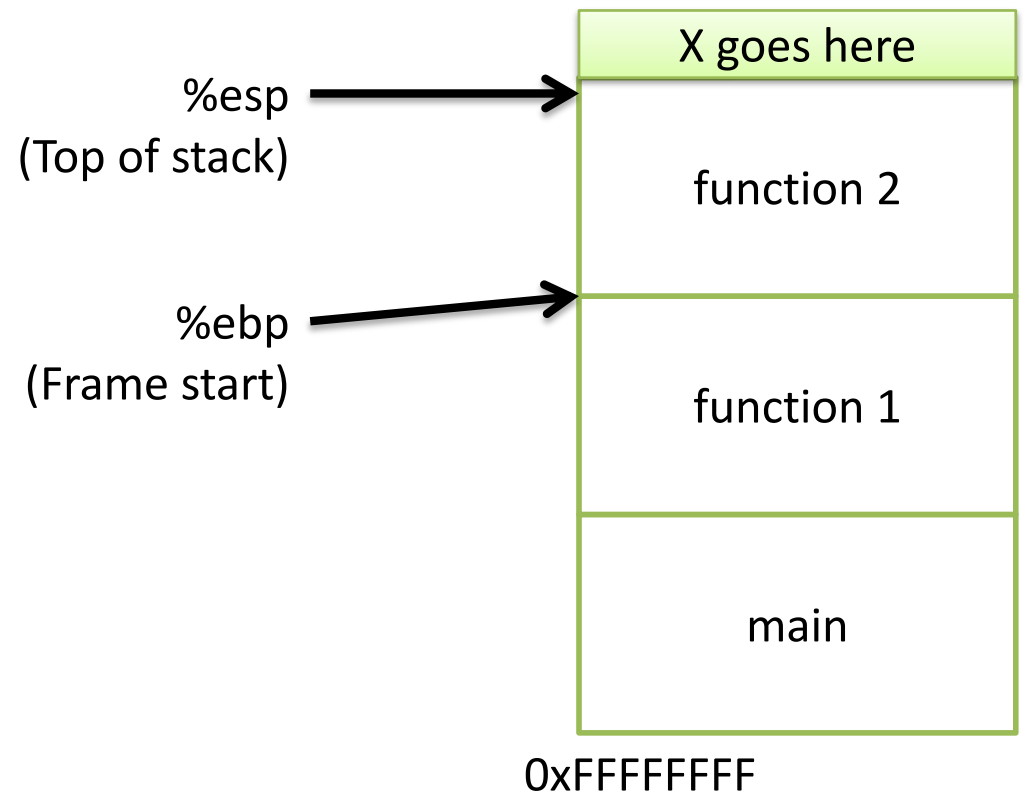 X goes here
%esp
(Top of stack)
function 2
%ebp
(Frame start)
function 1
main
0xFFFFFFFF